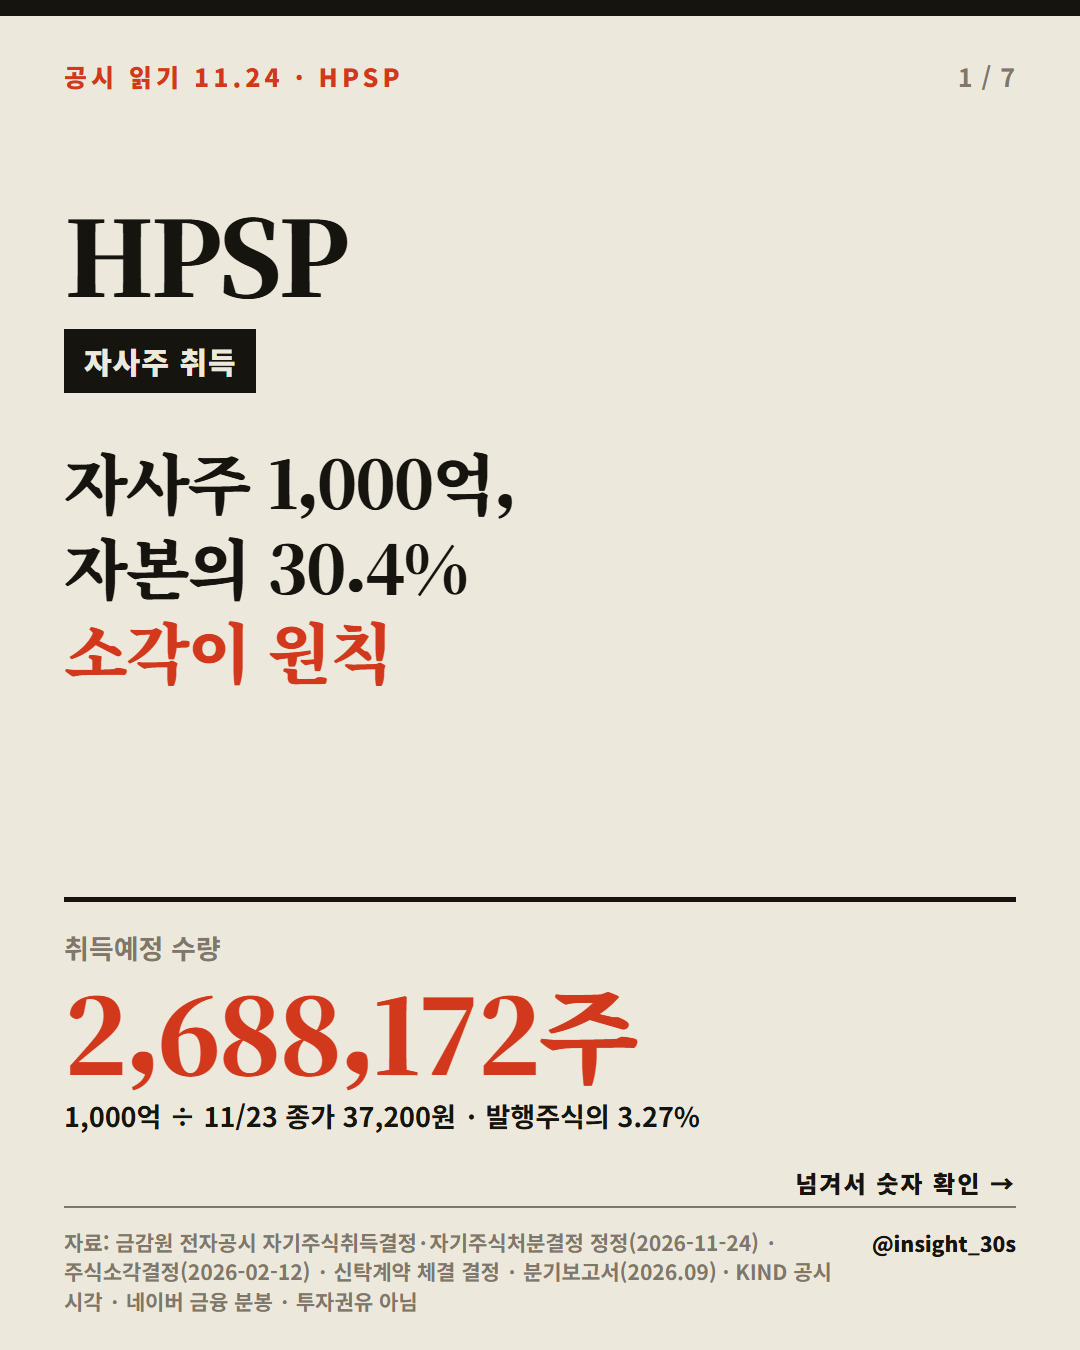 공시 읽기 11.24 · HPSP
1 / 7
HPSP
자사주 취득
자사주 1,000억,
자본의 30.4%
소각이 원칙
취득예정 수량
2,688,172주
1,000억 ÷ 11/23 종가 37,200원 · 발행주식의 3.27%
넘겨서 숫자 확인 →
자료: 금감원 전자공시 자기주식취득결정·자기주식처분결정 정정(2026-11-24) ·
주식소각결정(2026-02-12) · 신탁계약 체결 결정 · 분기보고서(2026.09) · KIND 공시
시각 · 네이버 금융 분봉 · 투자권유 아님
@insight_30s